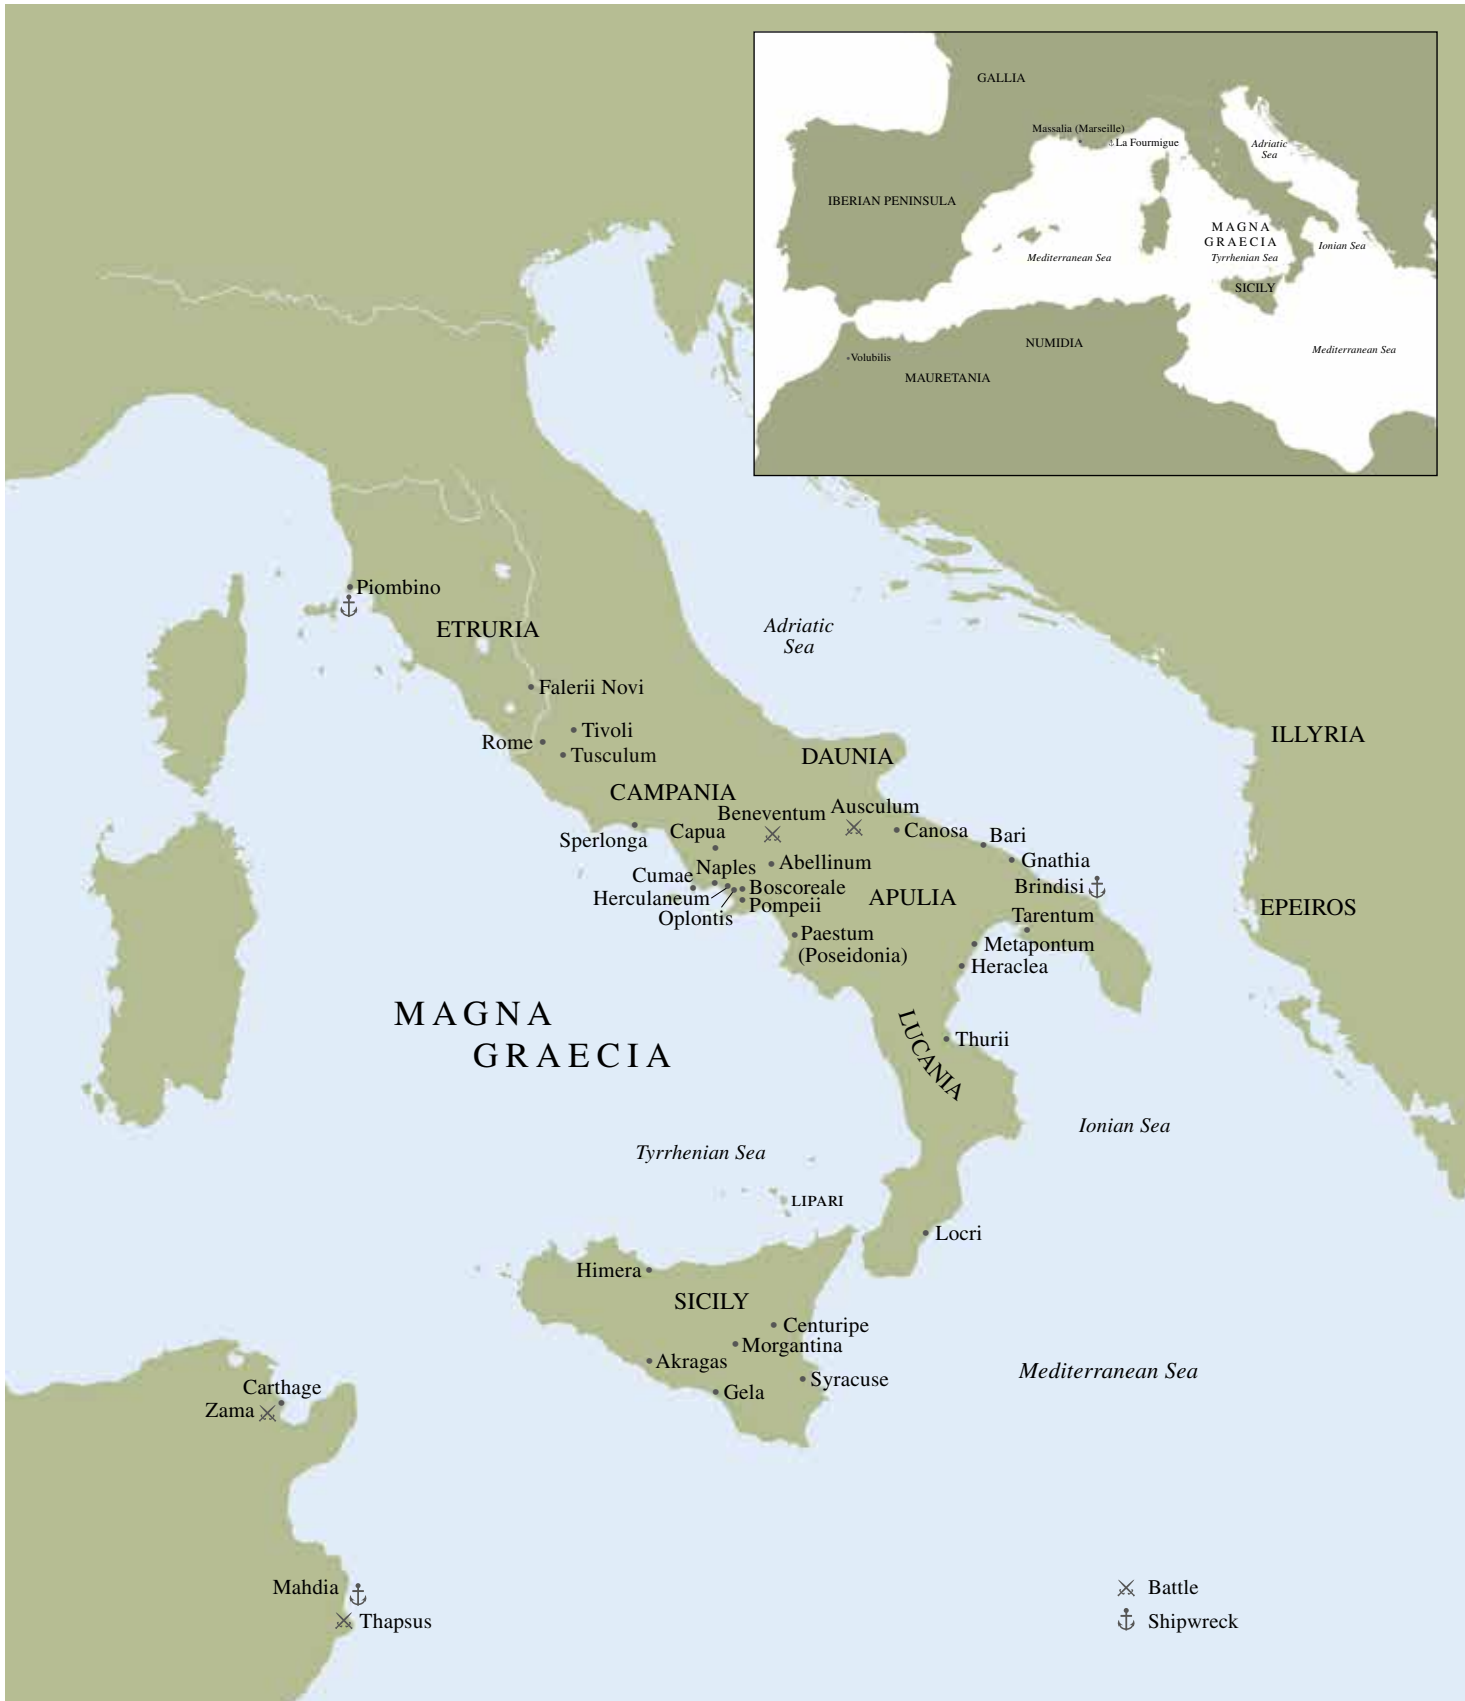 GALLIA
Massalia (Marseille)
La Fourmigue
Adriatic
Sea
IBERIAN PENINSULA
MAGNA
GRAECIA
Ionian Sea
Mediterranean Sea
Tyrrhenian Sea
SICILY
NUMIDIA
Mediterranean Sea
Volubilis
MAURETANIA
Piombino
ETRURIA
Adriatic
Sea
Falerii Novi
Tivoli
Rome
Tusculum
ILLYRIA
DAUNIA
CAMPANIA
Beneventum
Ausculum
Sperlonga
Capua
Canosa
Bari
Gnathia
Abellinum
Naples
Cumae
Boscoreale
Brindisi
Herculaneum
Pompeii
APULIA
EPEIROS
Oplontis
Tarentum
Paestum
(Poseidonia)
Metapontum
Heraclea
MAGNA
GRAECIA
LUCANIA
Thurii
Ionian Sea
Tyrrhenian Sea
LIPARI
Locri
Himera
SICILY
Centuripe
Morgantina
Akragas
Mediterranean Sea
Syracuse
Gela
Carthage
Zama
Mahdia
Thapsus
Battle
Shipwreck